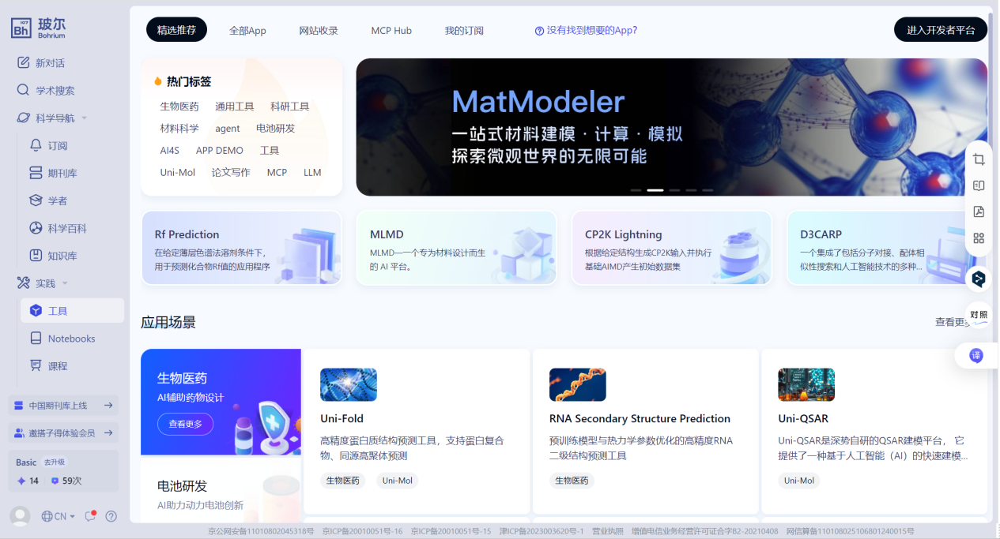 107
Bh
玻尔
Bohrium
新对话
学术搜索
科学导航
订阅
期刊库
学者
科学百科
知识库
实践
工具
Notebooks
课程
中国期刊库上线
邀搭子得体验会员
Basic 去升级
14 59次
CN
精选推荐 全部App 网站收录 MCP Hub 我的订阅 没有找到想要的App? 进入开发者平台
热门标签
生物医药 通用工具 科研工具
材料科学 agent 电池研发
AI4S APP DEMO 工具
Uni-Mol 论文写作 MCP LLM
MatModeler
一站式材料建模 · 计算 · 模拟
探索微观世界的无限可能
Rf Prediction
在给定薄层色谱法溶剂条件下，
用于预测化合物Rf值的应用程序
MLMD
MLMD—一个专为材料设计而生
的 AI 平台。
CP2K Lightning
根据给定结构生成CP2K输入并执行
基础AIMD产生初始数据集
D3CARP
一个集成了包括分子对接、配体相
似性搜索和人工智能技术的多种...
对照
译
应用场景
查看更
生物医药
AI辅助药物设计
查看更多
电池研发
AI助力动力电池创新
Uni-Fold
高精度蛋白质结构预测工具，支持蛋白复合
物、同源高聚体预测
生物医药 Uni-Mol
RNA Secondary Structure Prediction
预训练模型与热力学参数优化的高精度RNA
二级结构预测工具
生物医药
Uni-QSAR
Uni-QSAR是深势自研的QSAR建模平台， 它
提供了一种基于人工智能（AI）的快速建模...
Uni-Mol
京公网安备11010802045318号 京ICP备20010051号-16 京ICP备20010051号-15 津ICP备2023003620号-1 营业执照 增值电信业务经营许可证合字B2-20210408 网信算备110108025106801240015号